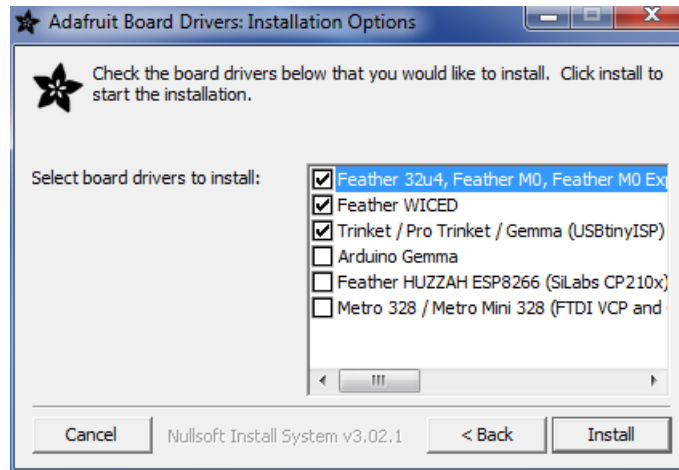 Adafruit Board Drivers: Installation Options
Check the board drivers below that you would like to install. Click install to
start the installation.
Select board drivers to install:
Feather 32u4, Feather M0, Feather M0 Ex
Feather WICED
Trinket / Pro Trinket / Gemma (USBtinyISP)
Arduino Gemma
Feather HUZZAH ESP8266 (SiLabs CP210x)
Metro 328 / Metro Mini 328 (FTDI VCP and
Cancel
Nullsoft Install System v3.02.1
< Back
Install